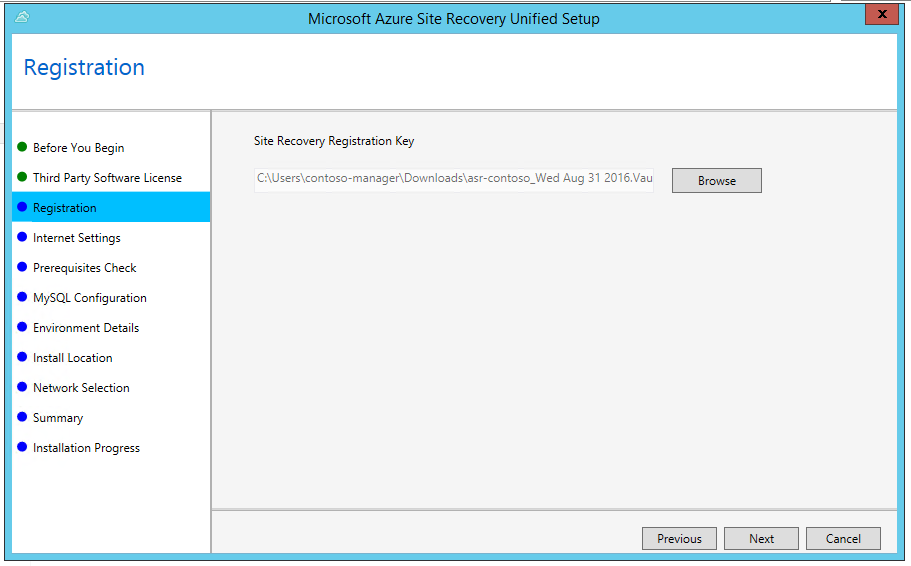 Microsoft Azure Site Recovery Unified Setup
x
Registration
Before You Begin
Third Party Software License
Registration
Internet Settings
Prerequisites Check
MySQL Configuration
Environment Details
Install Location
Network Selection
Summary
Installation Progress
Site Recovery Registration Key
C:\Users\contoso-manager\Downloads\asr-contoso_Wed Aug 31 2016.Vau
Browse
Previous
Next
Cancel